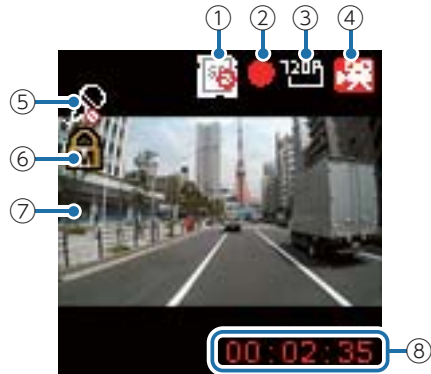 ① ② ③ ④
720P
⑤
⑥
⑦
00:02:35 ⑧